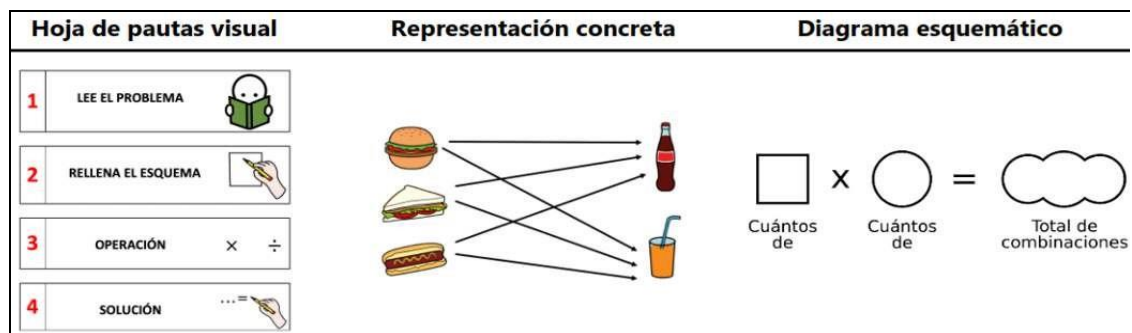 Hoja de pautas visual
Representación concreta
Diagrama esquemático
1 LEE EL PROBLEMA
2 RELLENA EL ESQUEMA
3 OPERACIÓN × ÷
4 SOLUCIÓN ...=
x =
Cuántos de
Cuántos de
Total de combinaciones